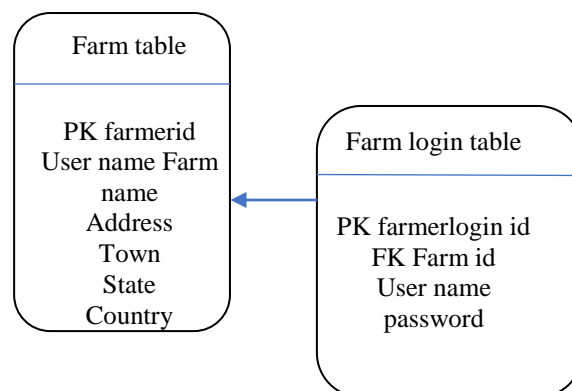 Farm table
PK farmerid
User name Farm
name
Address
Town
State
Country
Farm login table
PK farmerlogin id
FK Farm id
User name
password